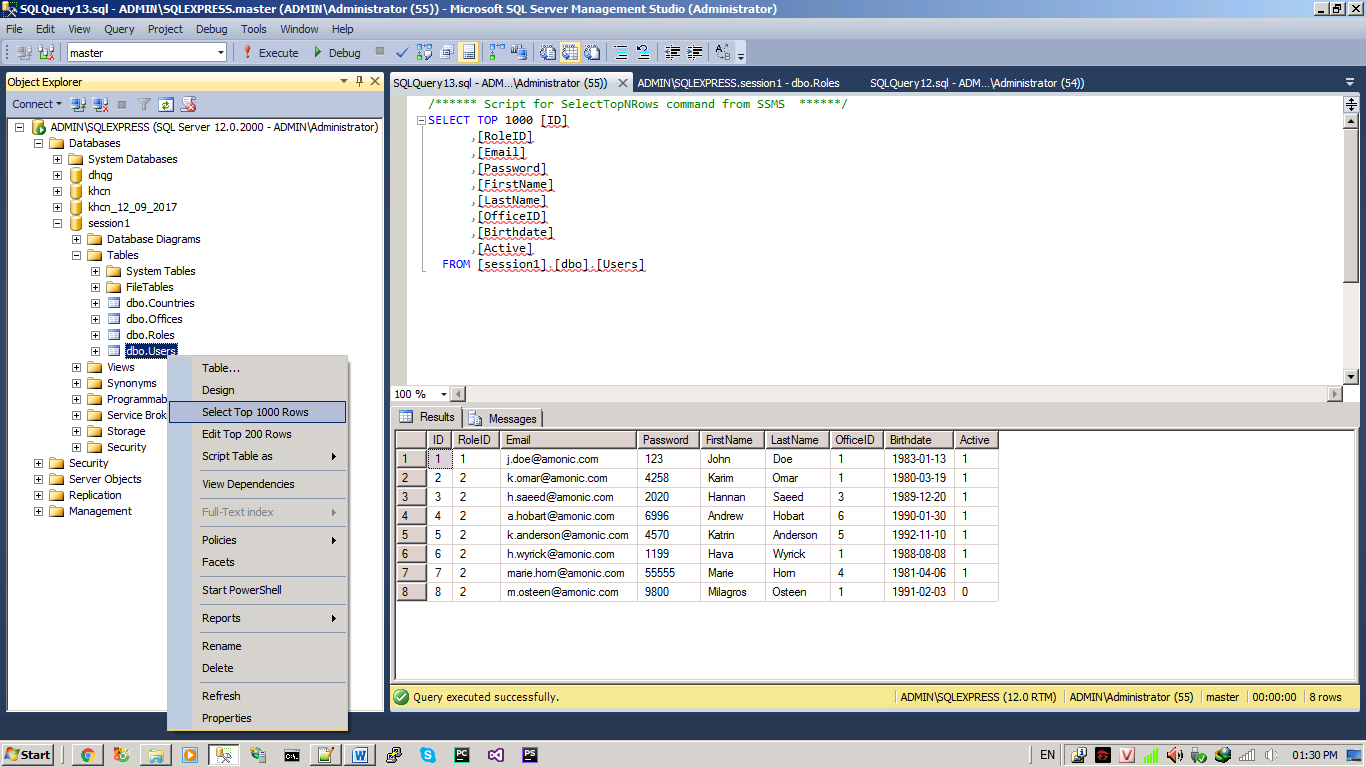 SQLQuery13.sql - ADMIN\SQLEXPRESS.master (ADMIN\Administrator (55)) - Microsoft SQL Server Management Studio (Administrator)
File Edit View Query Project Debug Tools Window Help
master Execute Debug
Object Explorer
Connect
ADMIN\SQLEXPRESS (SQL Server 12.0.2000 - ADMIN\Administrator)
Databases
System Databases
dhqg
khcn
khcn_12_09_2017
session1
Database Diagrams
Tables
System Tables
FileTables
dbo.Countries
dbo.Offices
dbo.Roles
dbo.Users
Views
Synonyms
Programmab
Service Brok
Storage
Security
Security
Server Objects
Replication
Management
Table...
Design
Select Top 1000 Rows
Edit Top 200 Rows
Script Table as
View Dependencies
Full-Text index
Policies
Facets
Start PowerShell
Reports
Rename
Delete
Refresh
Properties
SQLQuery13.sql - ADM...\Administrator (55)) ADMIN\SQLEXPRESS.session1 - dbo.Roles SQLQuery12.sql - ADM...\Administrator (54))
/****** Script for SelectTopNRows command from SSMS ******/
SELECT TOP 1000 [ID]
,[RoleID]
,[Email]
,[Password]
,[FirstName]
,[LastName]
,[OfficeID]
,[Birthdate]
,[Active]
FROM [session1].[dbo].[Users]
100 %
Results Messages
ID RoleID Email Password FirstName LastName OfficeID Birthdate Active
1 1 1 j.doe@amonic.com 123 John Doe 1 1983-01-13 1
2 2 2 k.omar@amonic.com 4258 Karim Omar 1 1980-03-19 1
3 3 2 h.saeed@amonic.com 2020 Hannan Saeed 3 1989-12-20 1
4 4 2 a.hobart@amonic.com 6996 Andrew Hobart 6 1990-01-30 1
5 5 2 k.anderson@amonic.com 4570 Katrin Anderson 5 1992-11-10 1
6 6 2 h.wyrick@amonic.com 1199 Hava Wyrick 1 1988-08-08 1
7 7 2 marie.horn@amonic.com 55555 Marie Horn 4 1981-04-06 1
8 8 2 m.osteen@amonic.com 9800 Milagros Osteen 1 1991-02-03 0
Query executed successfully. ADMIN\SQLEXPRESS (12.0 RTM) ADMIN\Administrator (55) master 00:00:00 8 rows
Start EN 01:30 PM